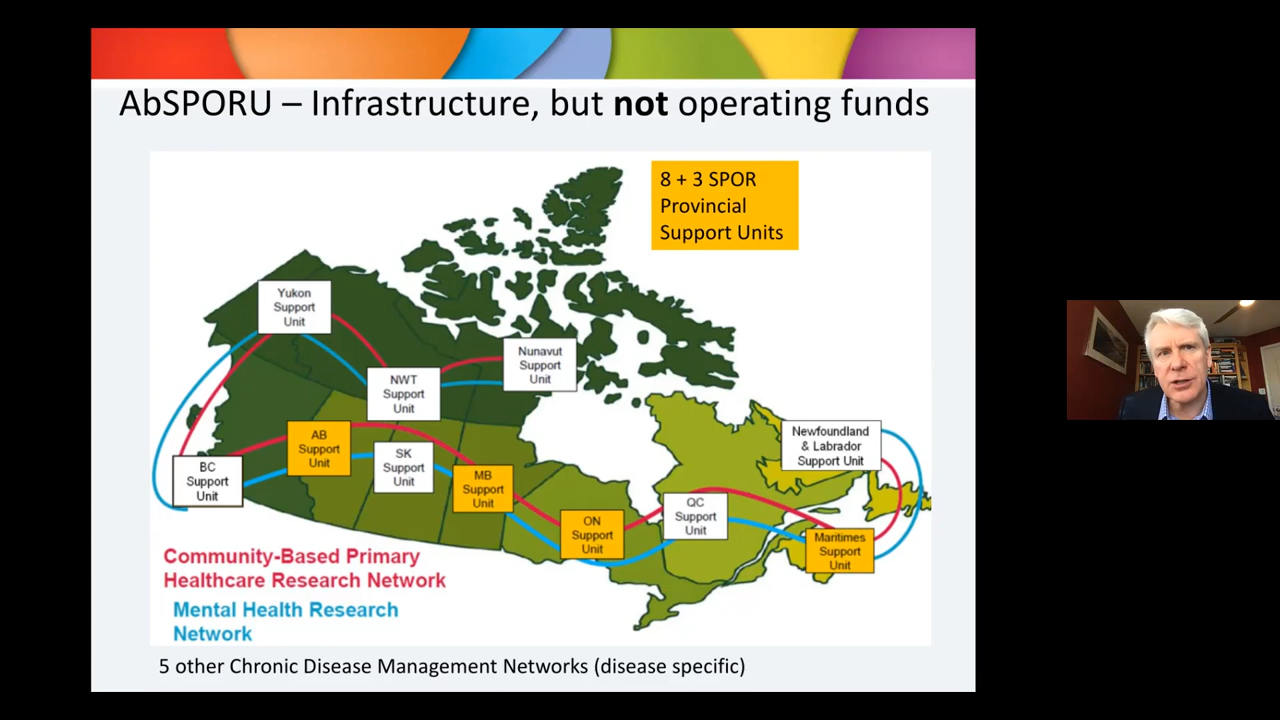 AbSPORU – Infrastructure, but not operating funds
8 + 3 SPOR
Provincial
Support Units
Yukon
Support
Unit
Nunavut
Support
Unit
NWT
Support
Unit
AB
Support
Unit
SK
Support
Unit
BC
Support
Unit
MB
Support
Unit
ON
Support
Unit
QC
Support
Unit
Newfoundland
& Labrador
Support Unit
Maritimes
Support
Unit
Community-Based Primary
Healthcare Research Network
Mental Health Research
Network
5 other Chronic Disease Management Networks (disease specific)